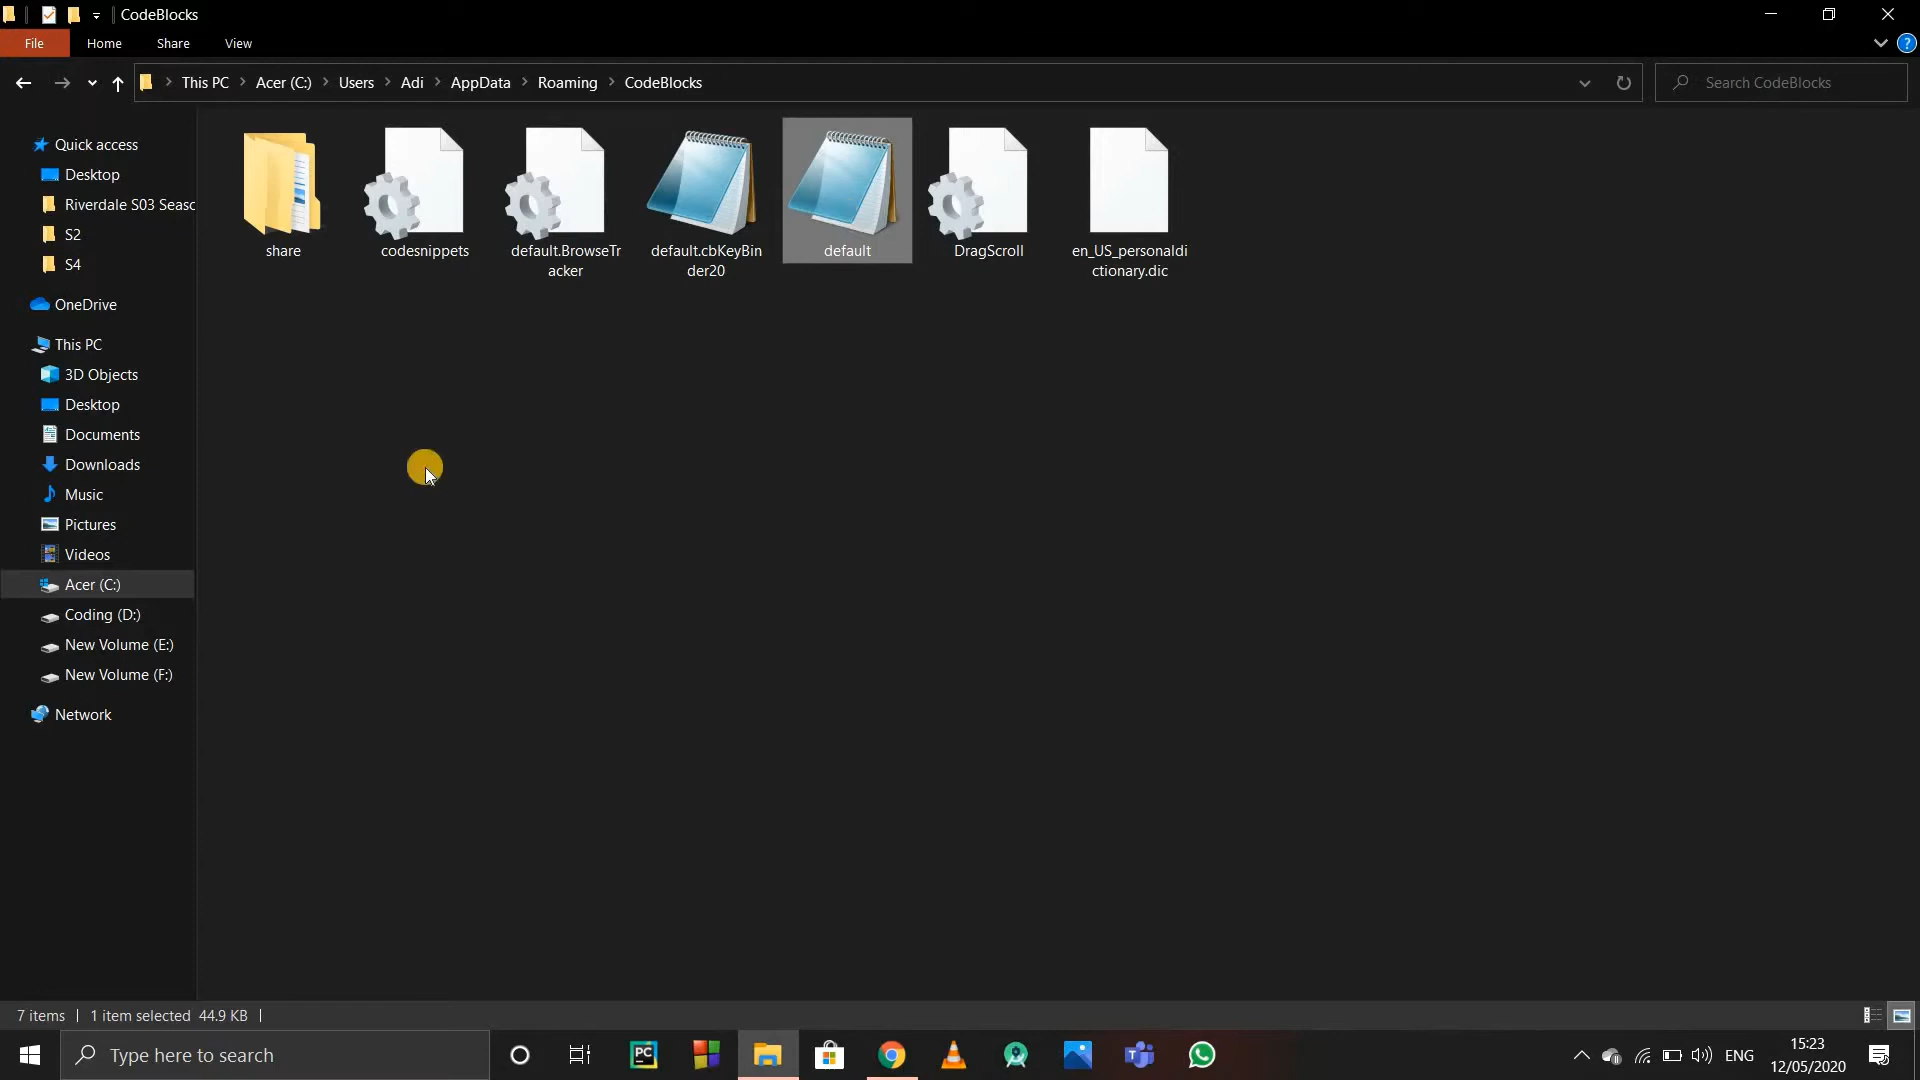 CodeBlocks
File
Home
Share
View
This PC
Acer (C:)
Users
Adi
AppData
Roaming
CodeBlocks
Search CodeBlocks
Quick access
Desktop
Riverdale S03 Seasc
S2
S4
OneDrive
This PC
3D Objects
Desktop
Documents
Downloads
Music
Pictures
Videos
Acer (C:)
Coding (D:)
New Volume (E:)
New Volume (F:)
Network
share
codesnippets
default.BrowseTr
acker
default.cbKeyBin
der20
default
DragScroll
en_US_personaldi
ctionary.dic
7 items
1 item selected 44.9 KB
Type here to search
PC
ENG
15:23
12/05/2020